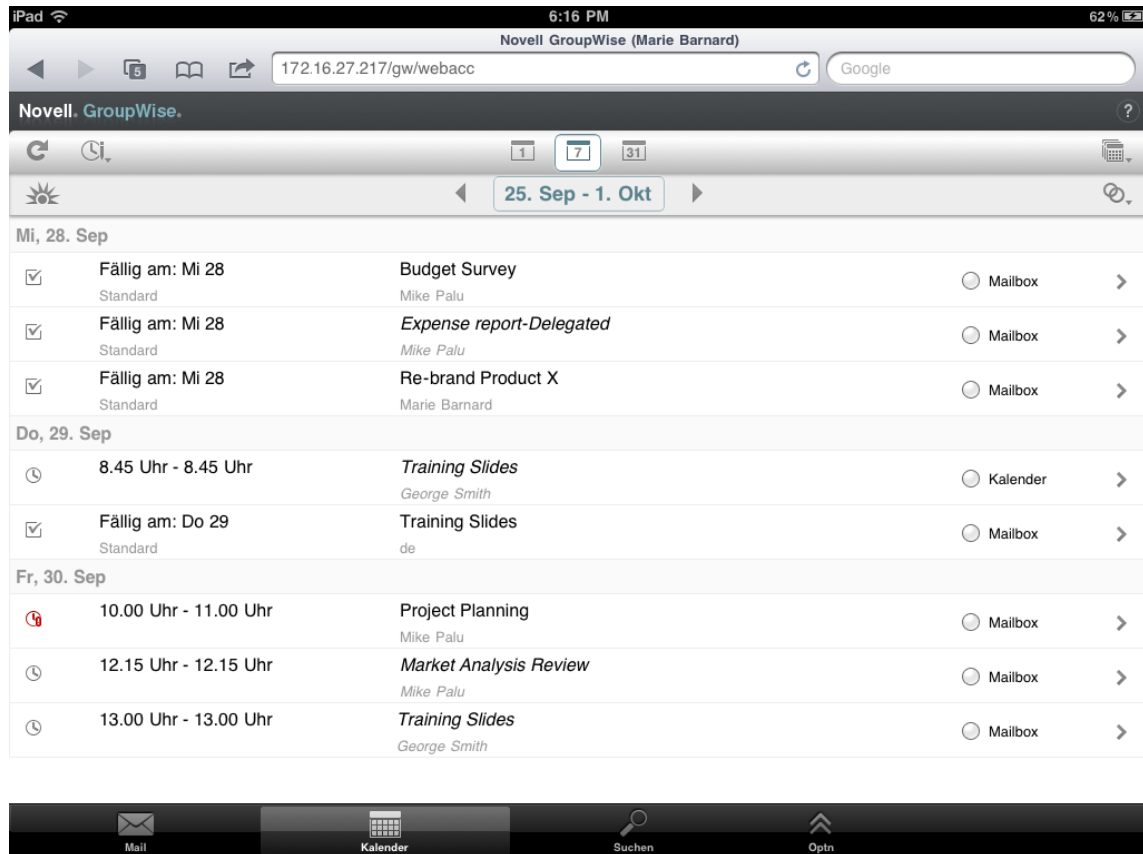 iPad 6:16 PM 62%
Novell GroupWise (Marie Barnard)
5 172.16.27.217/gw/webacc Google
Novell. GroupWise. ?
1 7 31
25. Sep - 1. Okt
Mi, 28. Sep
Fällig am: Mi 28 Budget Survey
Mailbox
Standard Mike Palu
Fällig am: Mi 28 Expense report-Delegated
Mailbox
Standard Mike Palu
Fällig am: Mi 28 Re-brand Product X
Mailbox
Standard Marie Barnard
Do, 29. Sep
8.45 Uhr - 8.45 Uhr Training Slides
Kalender
George Smith
Fällig am: Do 29 Training Slides
Mailbox
Standard de
Fr, 30. Sep
10.00 Uhr - 11.00 Uhr Project Planning
Mailbox
Mike Palu
12.15 Uhr - 12.15 Uhr Market Analysis Review
Mailbox
Mike Palu
13.00 Uhr - 13.00 Uhr Training Slides
Mailbox
George Smith
Mail Kalender Suchen Optn